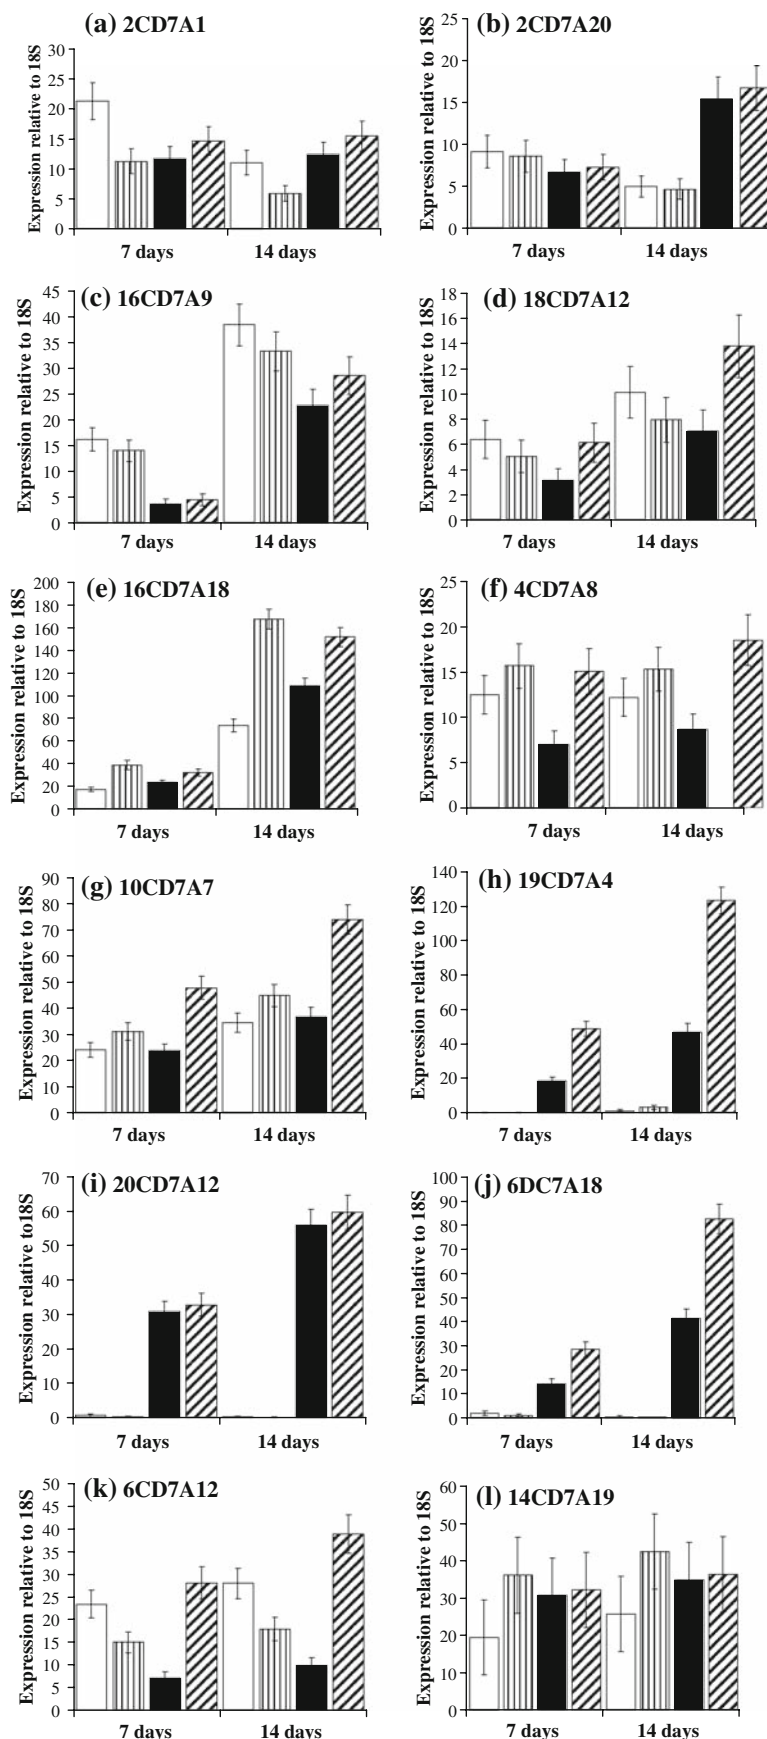 (a) 2CD7A1
Expression relative to 18S
30
25
20
15
10
5
0
7 days 14 days
(b) 2CD7A20
Expression relative to 18S
25
20
15
10
5
0
7 days 14 days
(c) 16CD7A9
Expression relative to 18S
45
40
35
30
25
20
15
10
5
0
7 days 14 days
(d) 18CD7A12
Expression relative to 18S
18
16
14
12
10
8
6
4
2
0
7 days 14 days
(e) 16CD7A18
Expression relative to 18S
200
180
160
140
120
100
80
60
40
20
0
7 days 14 days
(f) 4CD7A8
Expression relative to 18S
25
20
15
10
5
0
7 days 14 days
(g) 10CD7A7
Expression relative to 18S
90
80
70
60
50
40
30
20
10
0
7 days 14 days
(h) 19CD7A4
Expression relative to 18S
140
120
100
80
60
40
20
0
7 days 14 days
(i) 20CD7A12
Expression relative to18S
70
60
50
40
30
20
10
0
7 days 14 days
(j) 6DC7A18
Expression relative to 18S
100
90
80
70
60
50
40
30
20
10
0
7 days 14 days
(k) 6CD7A12
Expression relative to 18S
50
45
40
35
30
25
20
15
10
5
0
7 days 14 days
(l) 14CD7A19
Expression relative to 18S
60
50
40
30
20
10
0
7 days 14 days